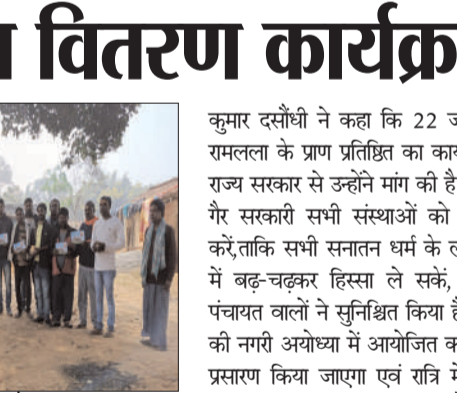 वितरण कार्यक्र
कुमार दसौंधी ने कहा कि 22 ज
रामलला के प्राण प्रतिष्ठित का कार्य
राज्य सरकार से उन्होंने मांग की है
गैर सरकारी सभी संस्थाओं को
करें,ताकि सभी सनातन धर्म के ल
में बढ़-चढ़कर हिस्सा ले सकें,
पंचायत वालों ने सुनिश्चित किया है
की नगरी अयोध्या में आयोजित क
प्रसारण किया जाएगा एवं रात्रि में